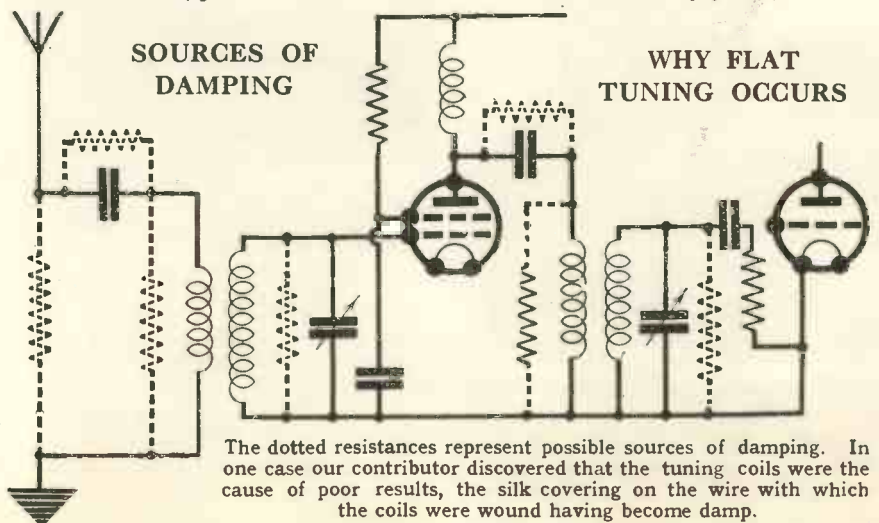 SOURCES OF
DAMPING
WHY FLAT
TUNING OCCURS
The dotted resistances represent possible sources of damping. In
one case our contributor discovered that the tuning coils were the
cause of poor results, the silk covering on the wire with which
the coils were wound having become damp.